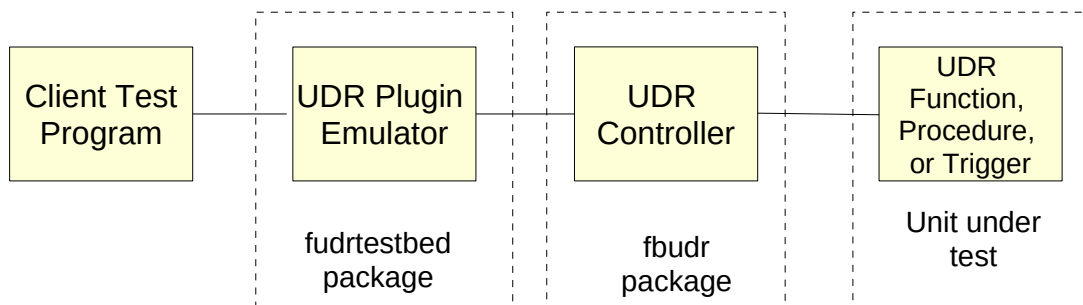 Client Test
Program
UDR Plugin
Emulator
UDR
Controller
UDR
Function,
Procedure,
or Trigger
fudrtestbed
package
fbudr
package
Unit under
test